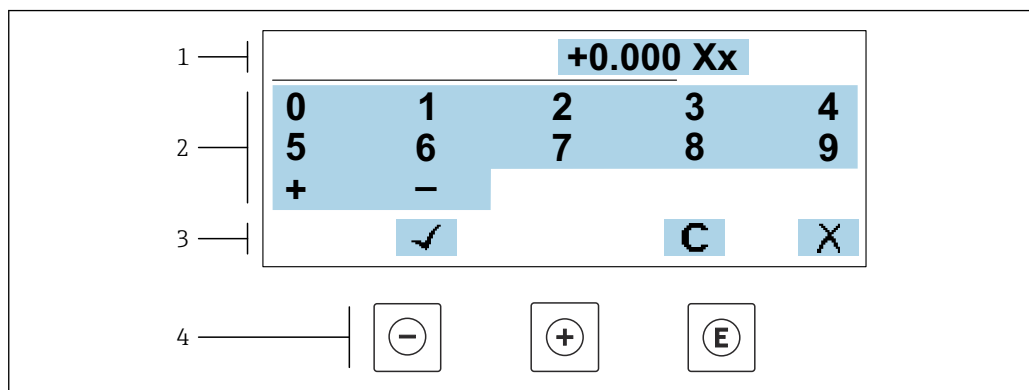 1 +0.000 Xx
0 1 2 3 4
2 5 6 7 8 9
+ −
3 ✓ C X
4 − + E